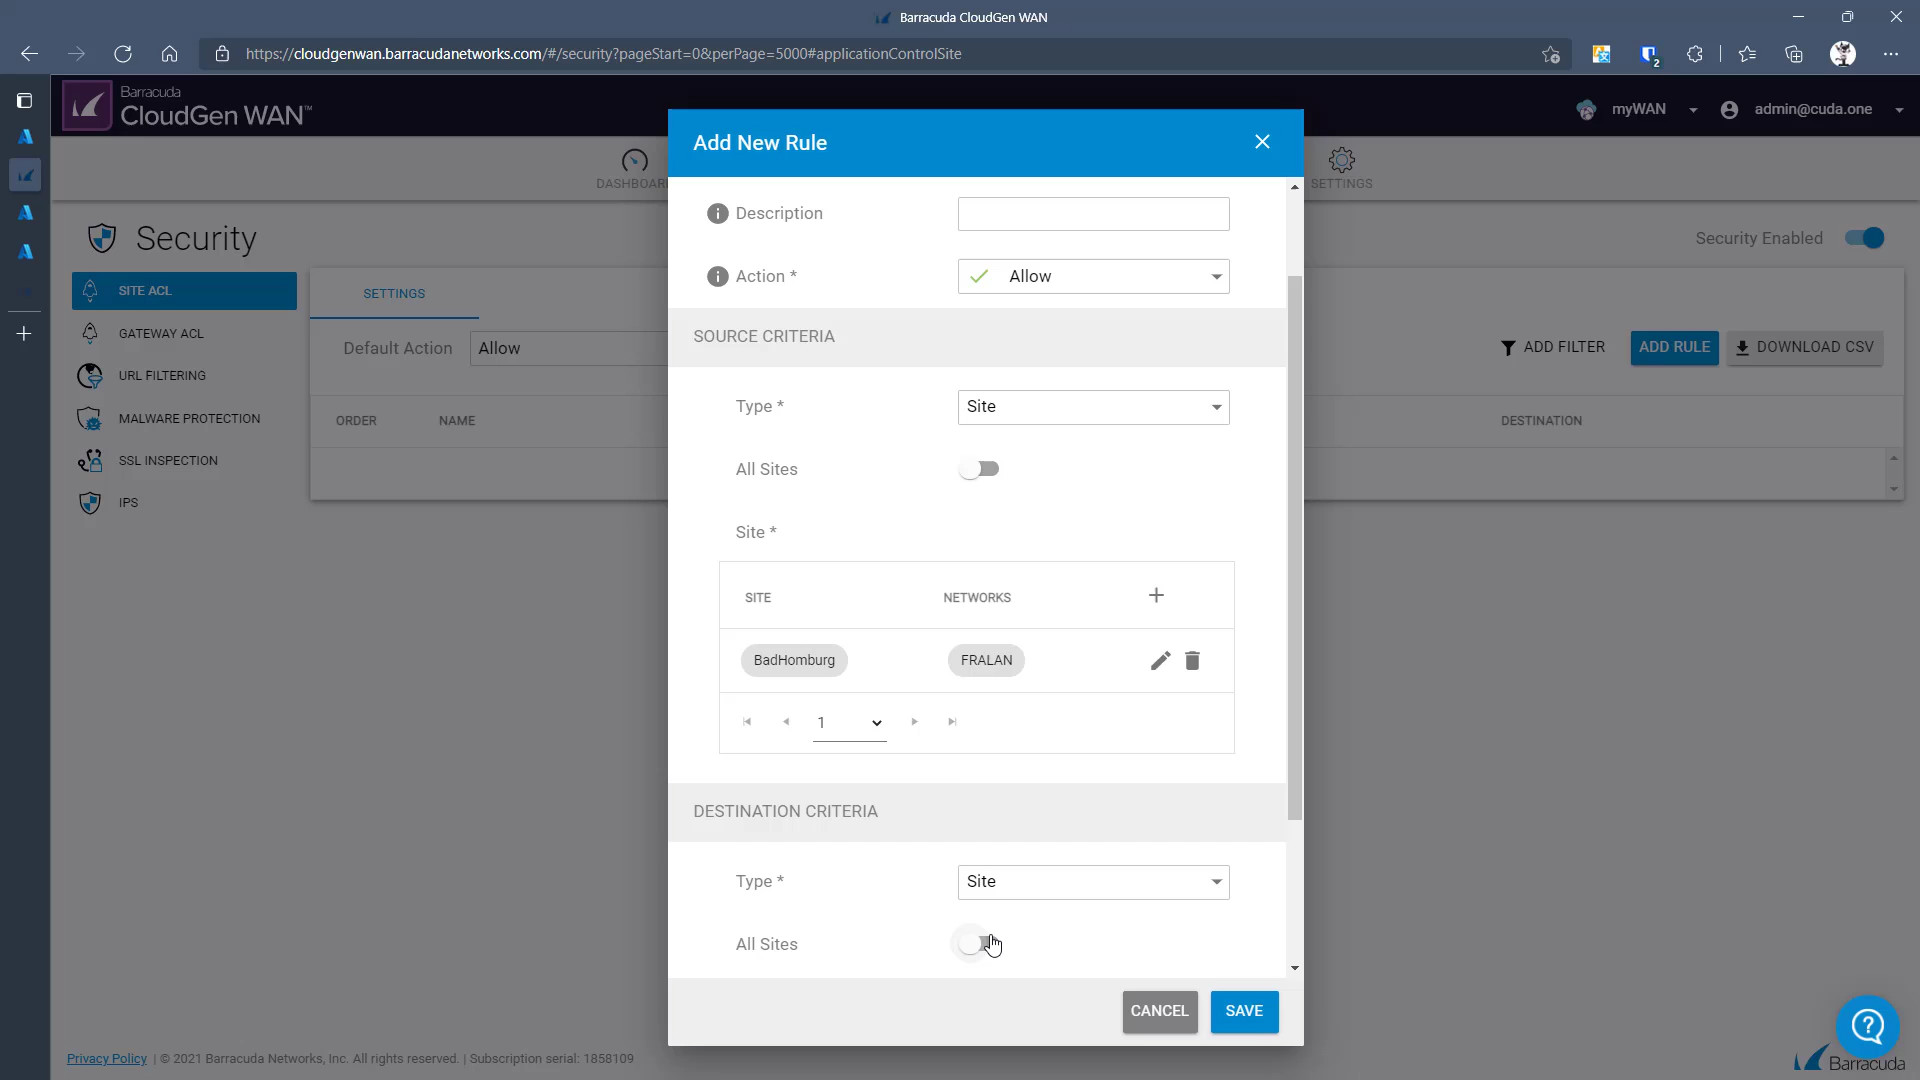 Barracuda CloudGen WAN
https://cloudgenwan.barracudanetworks.com/#/security?pageStart=0&perPage=5000#applicationControlSite
2
Barracuda
CloudGen WAN™
myWAN
admin@cuda.one
DASHBOAR
SETTINGS
Security
Security Enabled
SITE ACL
GATEWAY ACL
URL FILTERING
MALWARE PROTECTION
SSL INSPECTION
IPS
SETTINGS
Default Action
Allow
ADD FILTER
ADD RULE
DOWNLOAD CSV
ORDER
NAME
DESTINATION
Add New Rule
Description
Action *
Allow
SOURCE CRITERIA
Type *
Site
All Sites
Site *
SITE
NETWORKS
BadHomburg
FRALAN
1
DESTINATION CRITERIA
Type *
Site
All Sites
CANCEL
SAVE
Privacy Policy | © 2021 Barracuda Networks, Inc. All rights reserved. | Subscription serial: 1858109
Barracuda